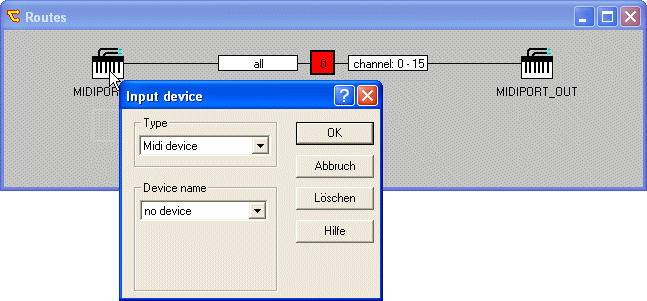 Routes
all
0
channel: 0 - 15
MIDIPORT_OUT
Input device
Type
Midi device
Device name
no device
OK
Abbruch
Löschen
Hilfe